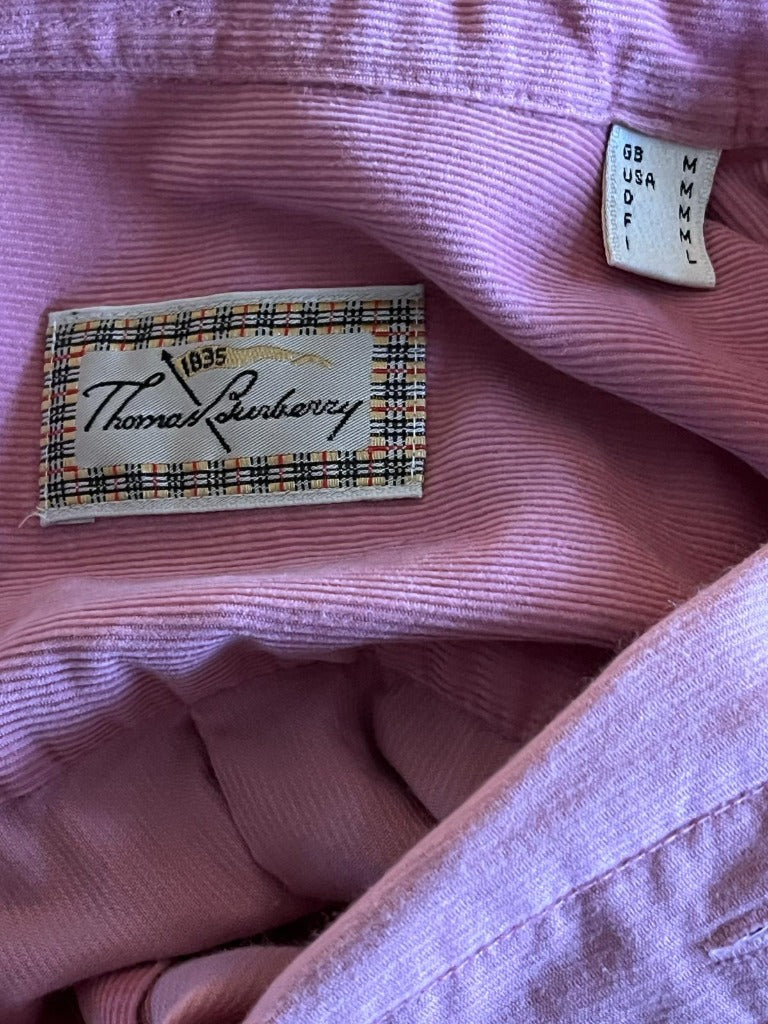 1835
Thomas Burberry
GB M
USA M
D M
F M
I L